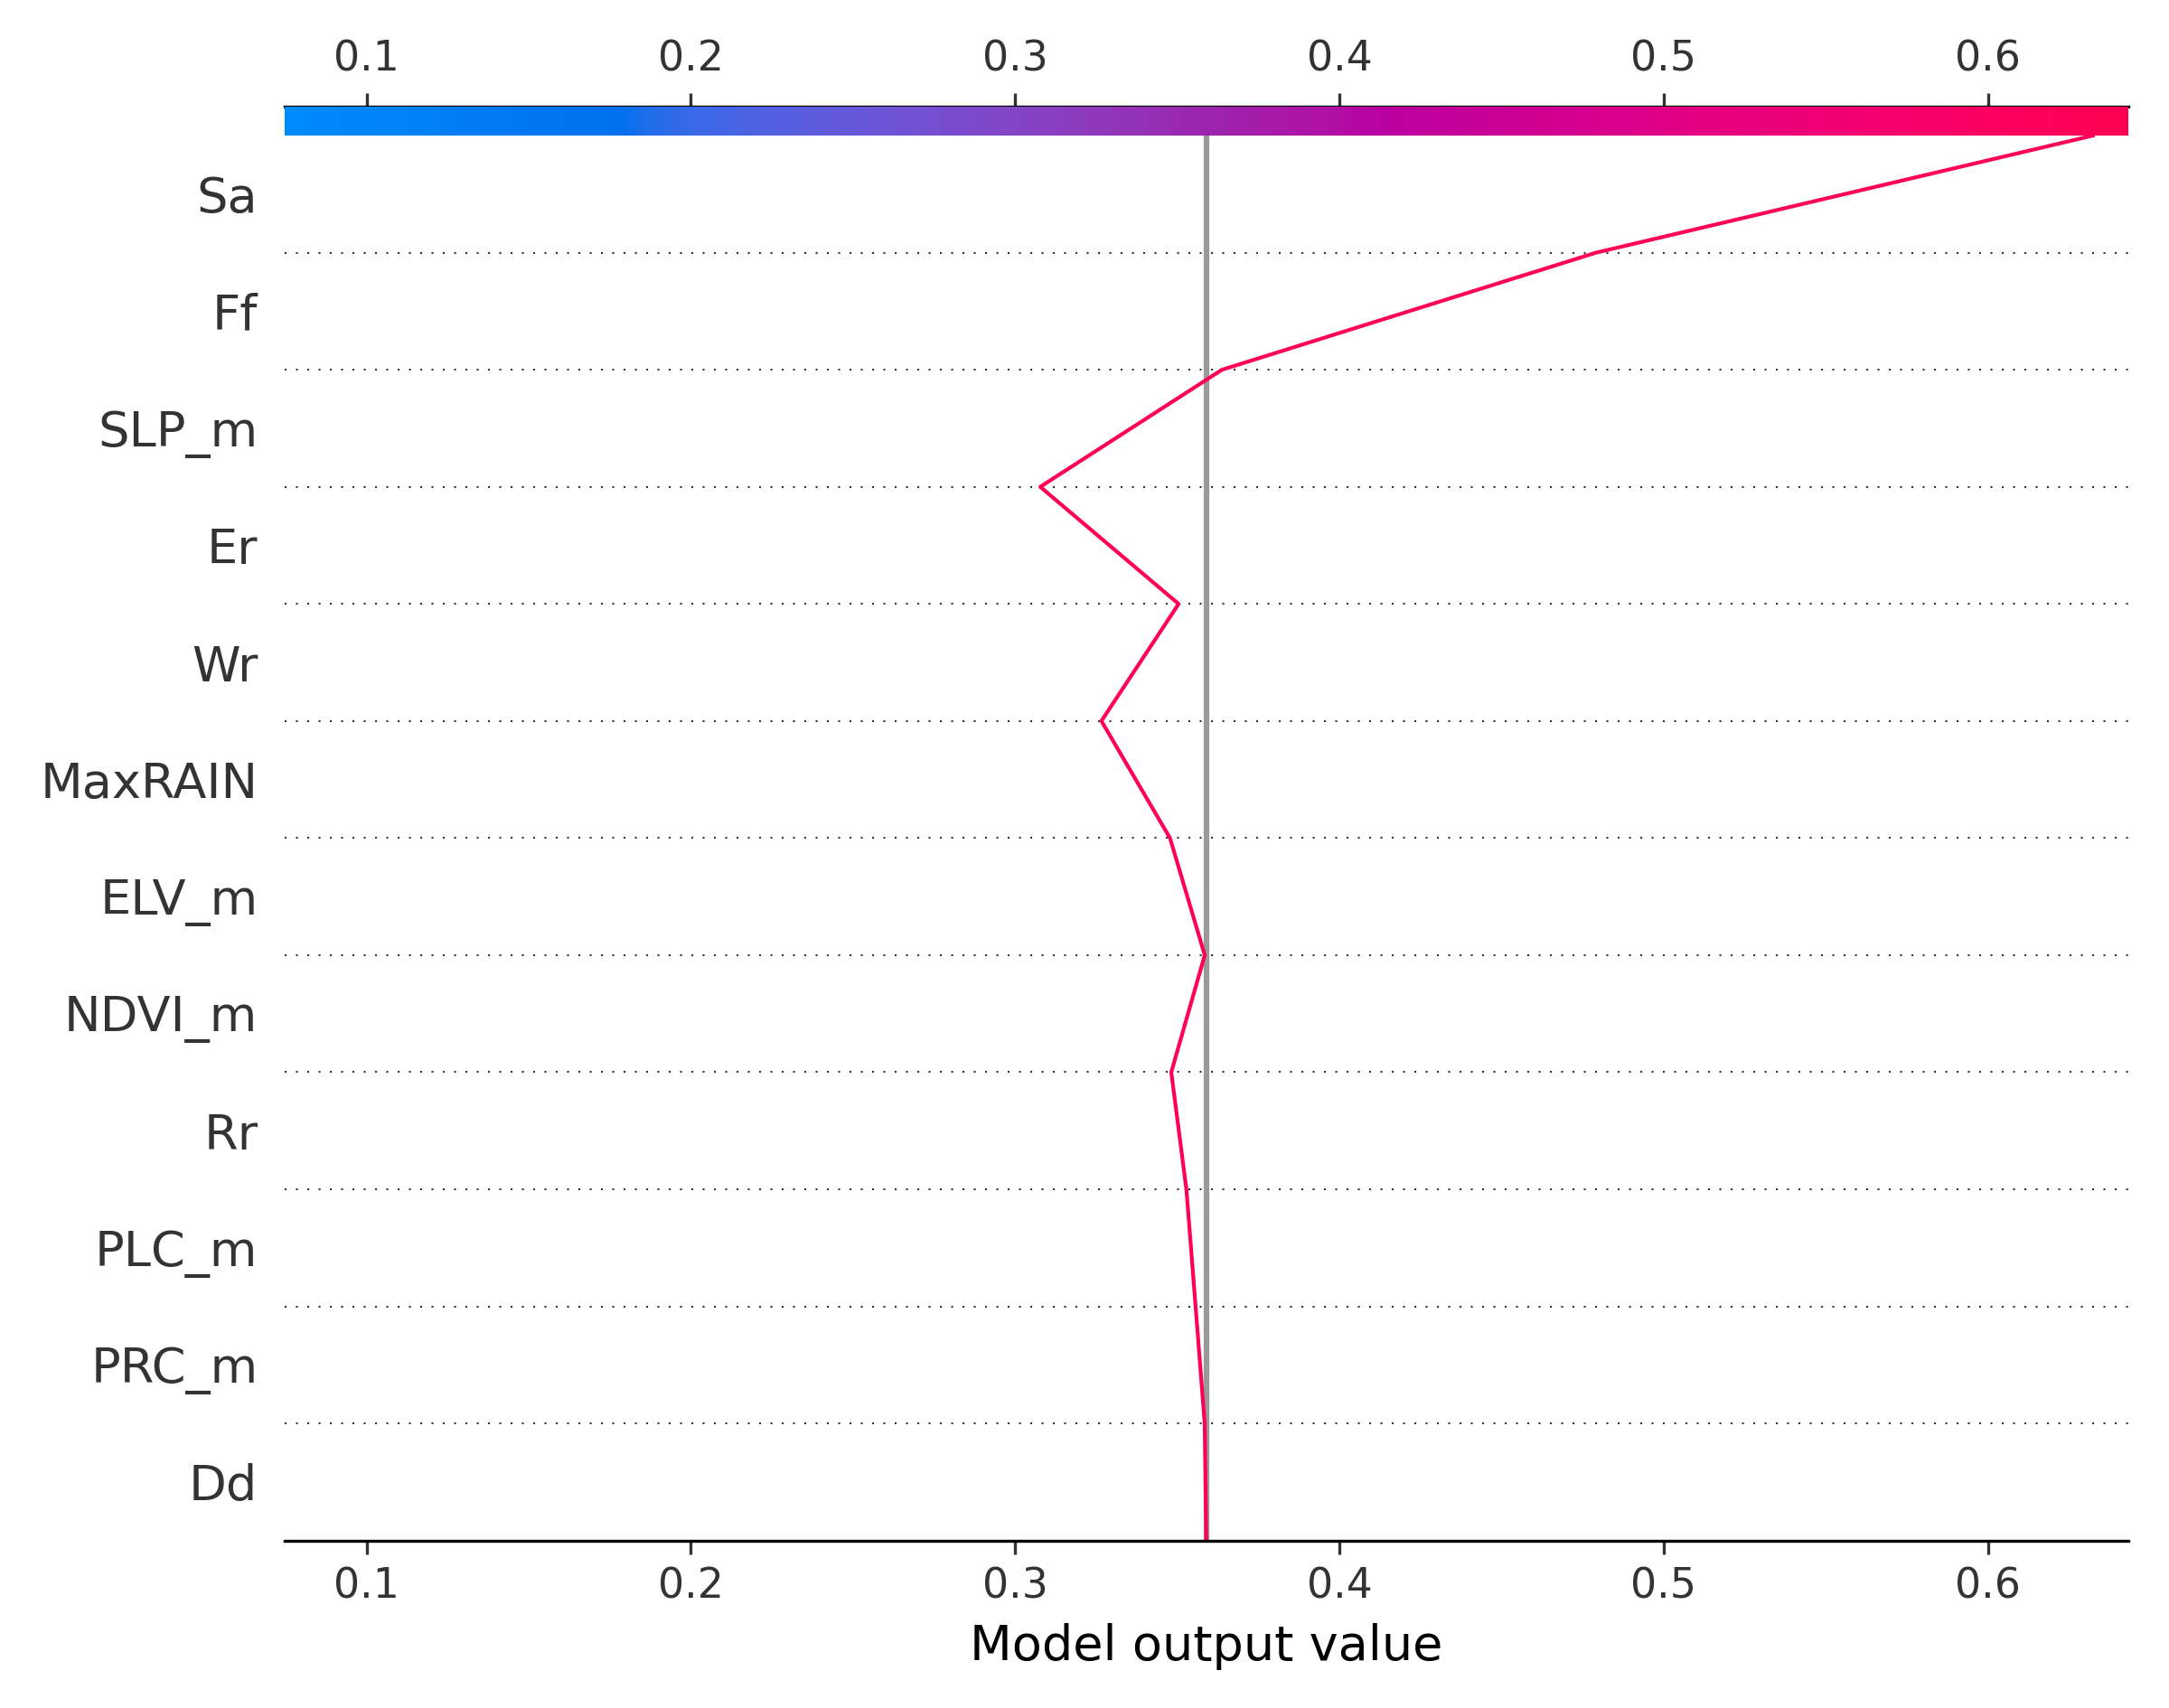 0.1 0.2 0.3 0.4 0.5 0.6
Sa
Ff
SLP_m
Er
Wr
MaxRAIN
ELV_m
NDVI_m
Rr
PLC_m
PRC_m
Dd
0.1 0.2 0.3 0.4 0.5 0.6
Model output value